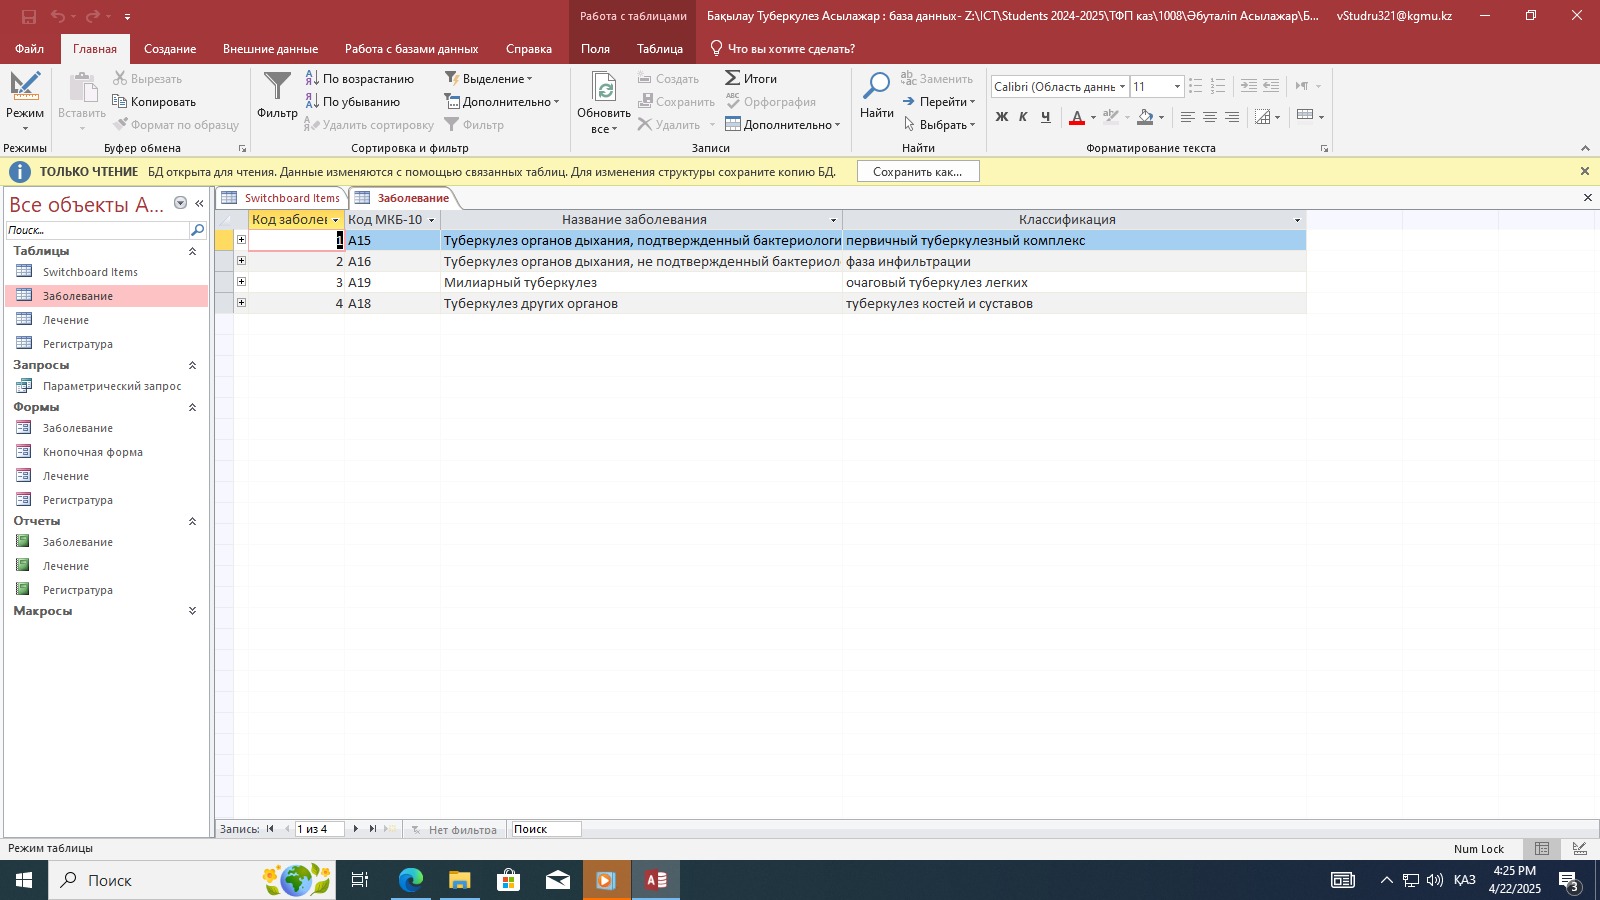 Работа с таблицами
Бақылау Туберкулез Асылажар : база данных- Z:\ICT\Students 2024-2025\ТФП каз\1008\Әбуталіп Асылажар\Б...
vStudru321@kgmu.kz
Файл Главная Создание Внешние данные Работа с базами данных Справка Поля Таблица Что вы хотите сделать?
Режим
Режимы
Вставить
Вырезать
Копировать
Формат по образцу
Буфер обмена
Фильтр
По возрастанию
По убыванию
Удалить сортировку
Выделение
Дополнительно
Фильтр
Сортировка и фильтр
Обновить
все
Создать
Сохранить
Удалить
Итоги
Орфография
Дополнительно
Записи
Найти
Заменить
Перейти
Выбрать
Найти
Calibri (Область данны
11
Ж К Ч
Форматирование текста
ТОЛЬКО ЧТЕНИЕ БД открыта для чтения. Данные изменяются с помощью связанных таблиц. Для изменения структуры сохраните копию БД. Сохранить как...
Все объекты A...
Поиск...
Таблицы
Switchboard Items
Заболевание
Лечение
Регистратура
Запросы
Параметрический запрос
Формы
Заболевание
Кнопочная форма
Лечение
Регистратура
Отчеты
Заболевание
Лечение
Регистратура
Макросы
Switchboard Items Заболевание
Код заболев Код МКБ-10 Название заболевания Классификация
1 A15 Туберкулез органов дыхания, подтвержденный бактериологи первичный туберкулезный комплекс
2 A16 Туберкулез органов дыхания, не подтвержденный бактериол фаза инфильтрации
3 A19 Милиарный туберкулез очаговый туберкулез легких
4 A18 Туберкулез других органов туберкулез костей и суставов
Запись: 1 из 4 Нет фильтра Поиск
Режим таблицы
Num Lock
Поиск
ҚАЗ
4:25 PM
4/22/2025
3